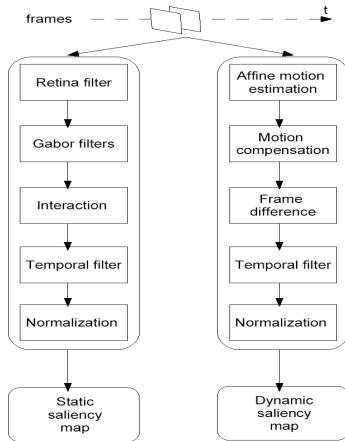 frames
t
Retina filter
Gabor filters
Interaction
Temporal filter
Normalization
Static
saliency
map
Affine motion
estimation
Motion
compensation
Frame
difference
Temporal filter
Normalization
Dynamic
saliency
map